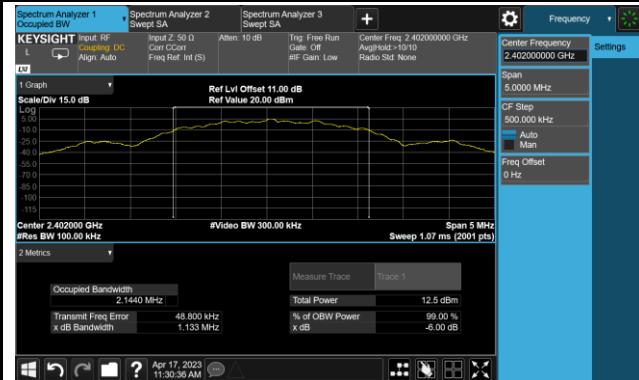 Spectrum Analyzer 1
Occupied BW
Spectrum Analyzer 2
Swept SA
Spectrum Analyzer 3
Swept SA
+
Frequency
KEYSIGHT
L
LXI
Input: RF
Coupling: DC
Align: Auto
Input Z: 50 Ω
Corr CCorr
Freq Ref: Int (S)
Atten: 10 dB
Trig: Free Run
Gate: Off
#IF Gain: Low
Center Freq: 2.402000000 GHz
Avg|Hold:>10/10
Radio Std: None
Center Frequency
2.402000000 GHz
Settings
Span
5.0000 MHz
CF Step
500.000 kHz
Auto
Man
Freq Offset
0 Hz
1 Graph
Scale/Div 15.0 dB
Ref Lvl Offset 11.00 dB
Ref Value 20.00 dBm
Log
5.00
-10.0
-25.0
-40.0
-55.0
-70.0
-85.0
-100
-115
Center 2.402000 GHz
#Video BW 300.00 kHz
Span 5 MHz
#Res BW 100.00 kHz
Sweep 1.07 ms (2001 pts)
2 Metrics
Measure Trace
Trace 1
Occupied Bandwidth
2.1440 MHz
Total Power
12.5 dBm
Transmit Freq Error
48.800 kHz
% of OBW Power
99.00 %
x dB Bandwidth
1.133 MHz
x dB
-6.00 dB
?
Apr 17, 2023
11:30:36 AM